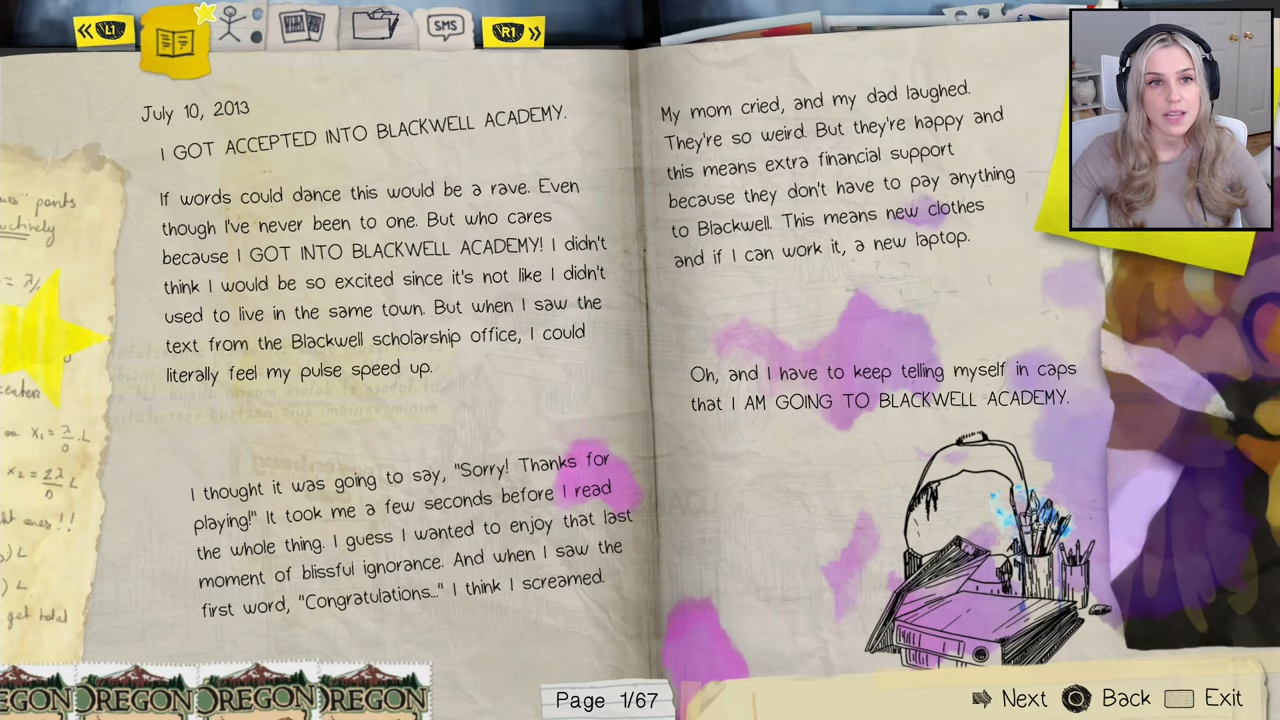 L1
SMS
R1
July 10, 2013
I GOT ACCEPTED INTO BLACKWELL ACADEMY.
If words could dance this would be a rave. Even
though I've never been to one. But who cares
because I GOT INTO BLACKWELL ACADEMY! I didn't
think I would be so excited since it's not like I didn't
used to live in the same town. But when I saw the
text from the Blackwell scholarship office, I could
literally feel my pulse speed up.
I thought it was going to say, "Sorry! Thanks for
playing!" It took me a few seconds before I read
the whole thing. I guess I wanted to enjoy that last
moment of blissful ignorance. And when I saw the
first word, "Congratulations..." I think I screamed.
My mom cried, and my dad laughed.
They're so weird. But they're happy and
this means extra financial support
because they don't have to pay anything
to Blackwell. This means new clothes
and if I can work it, a new laptop.
Oh, and I have to keep telling myself in caps
that I AM GOING TO BLACKWELL ACADEMY.
points
get total
EGON OREGON OREGON OREGON
Page 1/67
Next Back Exit